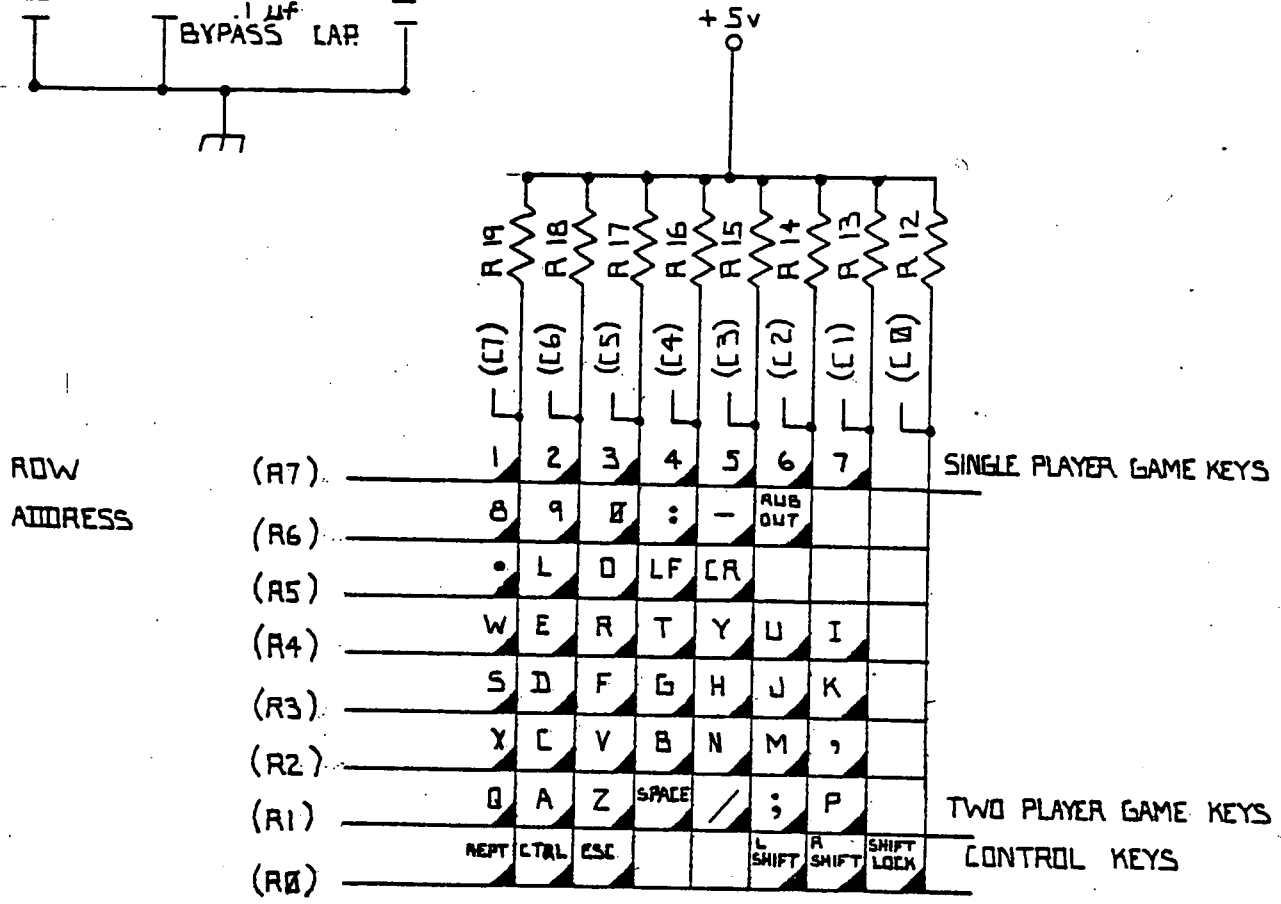 .1 µf
BYPASS CAP.
+5v
R19 R18 R17 R16 R15 R14 R13 R12
(C7) (C6) (C5) (C4) (C3) (C2) (C1) (C0)
ROW
ADDRESS
(R7) 1 2 3 4 5 6 7 SINGLE PLAYER GAME KEYS
(R6) 8 9 0 : - RUB OUT
(R5) . L O LF CR
(R4) W E R T Y U I
(R3) S D F G H J K
(R2) X C V B N M ,
(R1) Q A Z SPACE / ; P TWO PLAYER GAME KEYS
(R0) REPT CTRL ESC L SHIFT R SHIFT SHIFT LOCK CONTROL KEYS